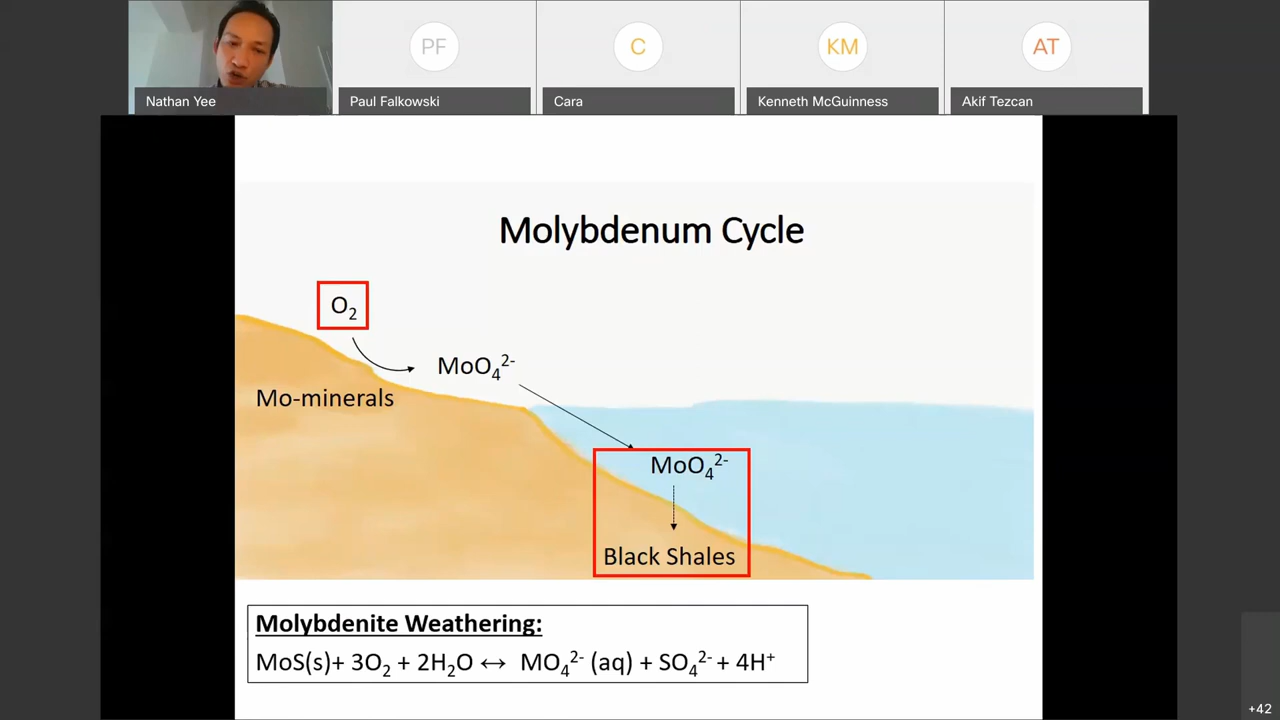 PF
C
KM
AT
Nathan Yee
Paul Falkowski
Cara
Kenneth McGuinness
Akif Tezcan
Molybdenum Cycle
O₂
MoO₄²⁻
Mo-minerals
MoO₄²⁻
Black Shales
Molybdenite Weathering:
MoS(s)+ 3O₂ + 2H₂O ↔ MO₄²⁻ (aq) + SO₄²⁻ + 4H⁺
+42